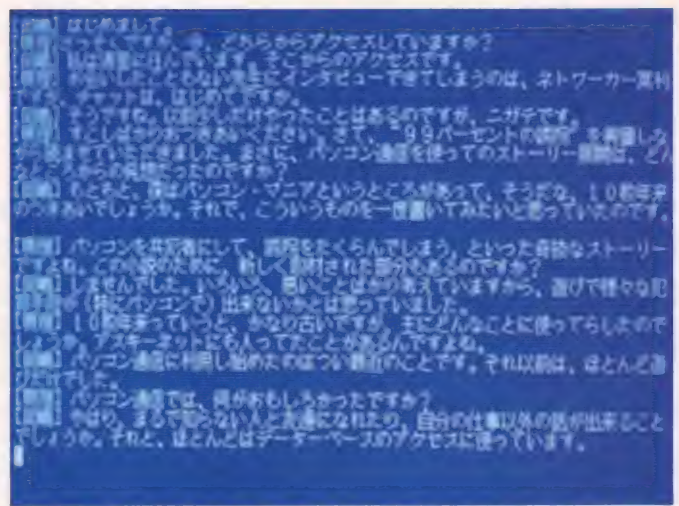 はじめまして。
どちらからアクセスしていますか?
に住んでいます。そこからのアクセスです。
お会いしたこともない先生にインタビューできてしまうのは、ネットワーカー冥利
チャットは、はじめてですか。
そうですね、以前少しだけやったことはあるのですが、ニガテです。
すこしばかりおつきあいください。さて、“99パーセントの
ませていただきました。まさに、パソコン通信を使ってのストーリー展開は、どん
なところからの発想だったのですか?
もともと、僕はパソコン・マニアというところがあって、そうだな、10数年来
のつきあいでしょうか。それで、こういうものを一度書いてみたいと思っていたのです。
パソコンを共犯者にして、をたくらんでしまう、といった奇抜なストーリー
ですよね。この小説のために、新しく取材された部分もあるのですか?
しませんでした。いろいろ、悪いことばかり考えていますから、遊びで様々な犯
(特にパソコンで)出来ないかとは思っていました。
10数年来っていうと、かなり古いですが、主にどんなことに使ってらしたので
しょうか。アスキーネットにも入ってたことがあるんですよね。
パソコン通信に利用し始めたのはつい最近のことです。それ以前は、ほとんど遊
びだけでした。
パソコン通信では、何がおもしろかったですか?
やはり、まるで知らない人と友達になれたり、自分の仕事以外の話が出来ること
でしょうか。それと、ほとんどはデーターベースのアクセスに使っています。